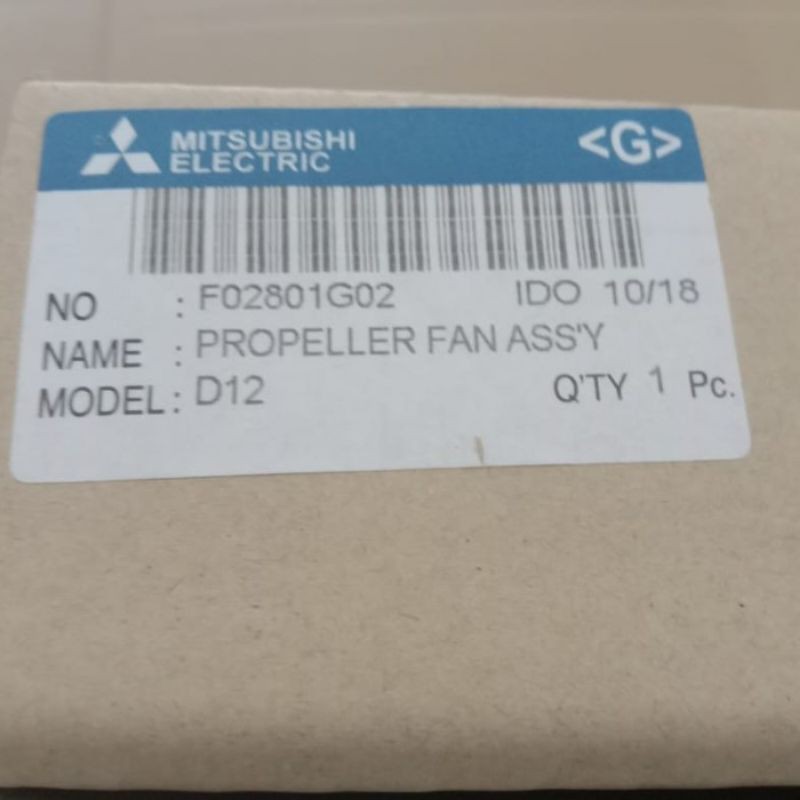 MITSUBISHI
ELECTRIC
<G>
NO : F02801G02 IDO 10/18
NAME : PROPELLER FAN ASS'Y
MODEL : D12 Q'TY 1 Pc.